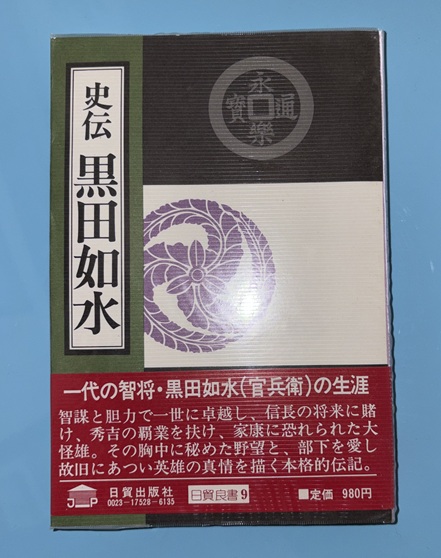 史伝 黒田如水
永樂通寳
一代の智将・黒田如水(官兵衛)の生涯
智謀と胆力で一世に卓越し、信長の将来に賭
け、秀吉の覇業を扶け、家康に恐れられた大
怪雄。その胸中に秘めた野望と、部下を愛し
故旧にあつい英雄の真情を描く本格的伝記。
JP
日貿出版社
0023-17528-6135
日貿良書9
■定価 980円